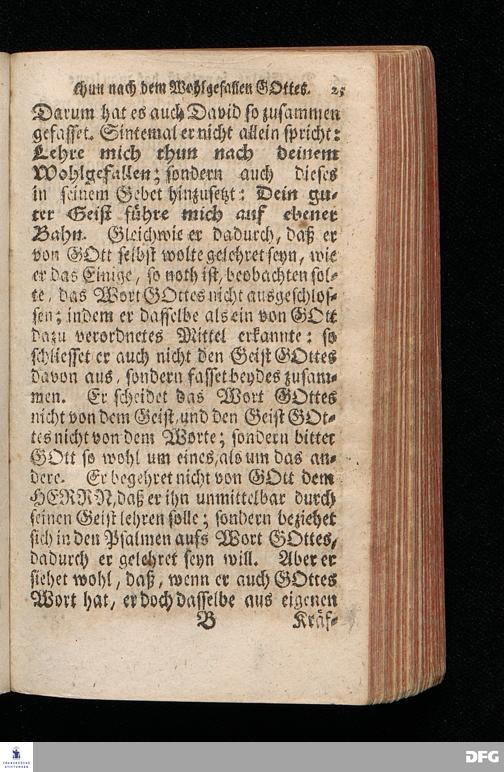 thun nach dem Wohlgefallen GOttes. 25
Darum hat es auch David so zusammen
gefasset. Sintemal er nicht allein spricht:
Lehre mich thun nach deinem
Wohlgefallen; sondern auch dieses
in seinem Gebet hinzusetzt: Dein gu-
ter Geist führe mich auf ebener
Bahn. Gleichwie er dadurch, daß er
von GOtt selbst wolte gelehret seyn, wie
er das Einige, so noth ist, beobachten sol-
te, das Wort GOttes nicht ausgeschlos-
sen; indem er dasselbe als ein von GOtt
dazu verordnetes Mittel erkannte: so
schliesset er auch nicht den Geist GOttes
davon aus, sondern fasset beydes zusam-
men. Er scheidet das Wort GOttes
nicht von dem Geist, und den Geist GOt-
tes nicht von dem Worte; sondern bittet
GOtt so wohl um eines, als um das an-
dere. Er begehret nicht von GOtt dem
HERRN, daß er ihn unmittelbar durch
seinen Geist lehren solle; sondern beziehet
sich in den Psalmen aufs Wort GOttes,
dadurch er gelehret seyn will. Aber er
siehet wohl, daß, wenn er auch GOttes
Wort hat, er doch dasselbe aus eigenen
B Kräf-
FRANCKESCHE
STIFTUNGEN
DFG